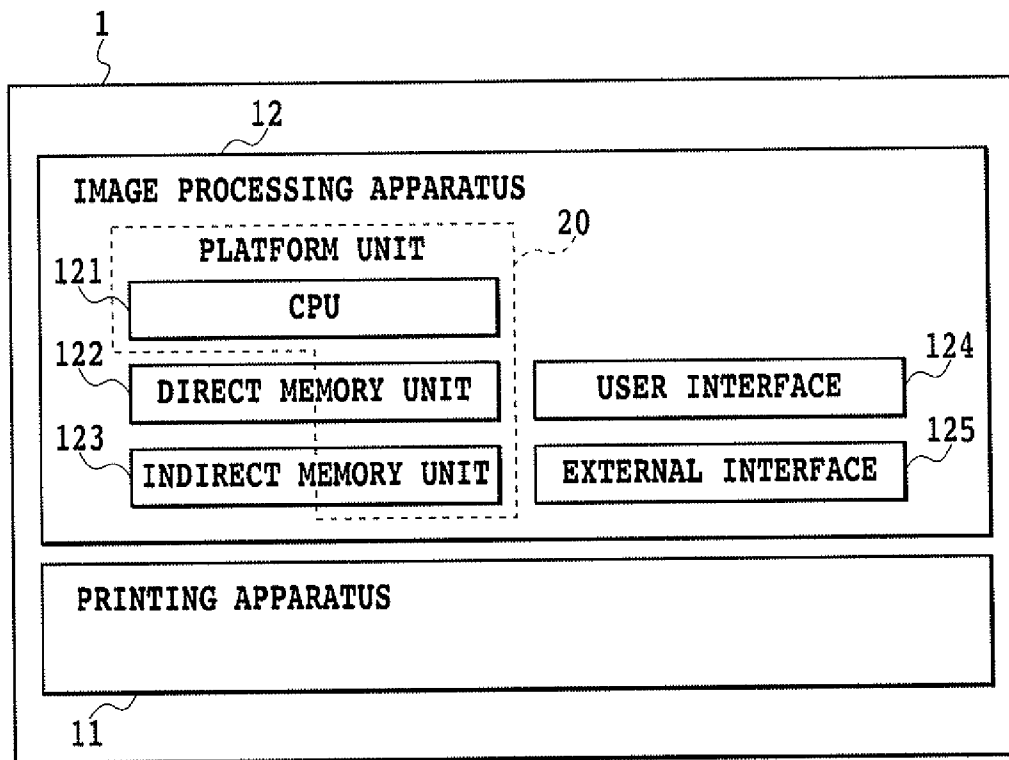 1
12
IMAGE PROCESSING APPARATUS
20
PLATFORM UNIT
121
CPU
122
DIRECT MEMORY UNIT
124
USER INTERFACE
123
INDIRECT MEMORY UNIT
125
EXTERNAL INTERFACE
PRINTING APPARATUS
11